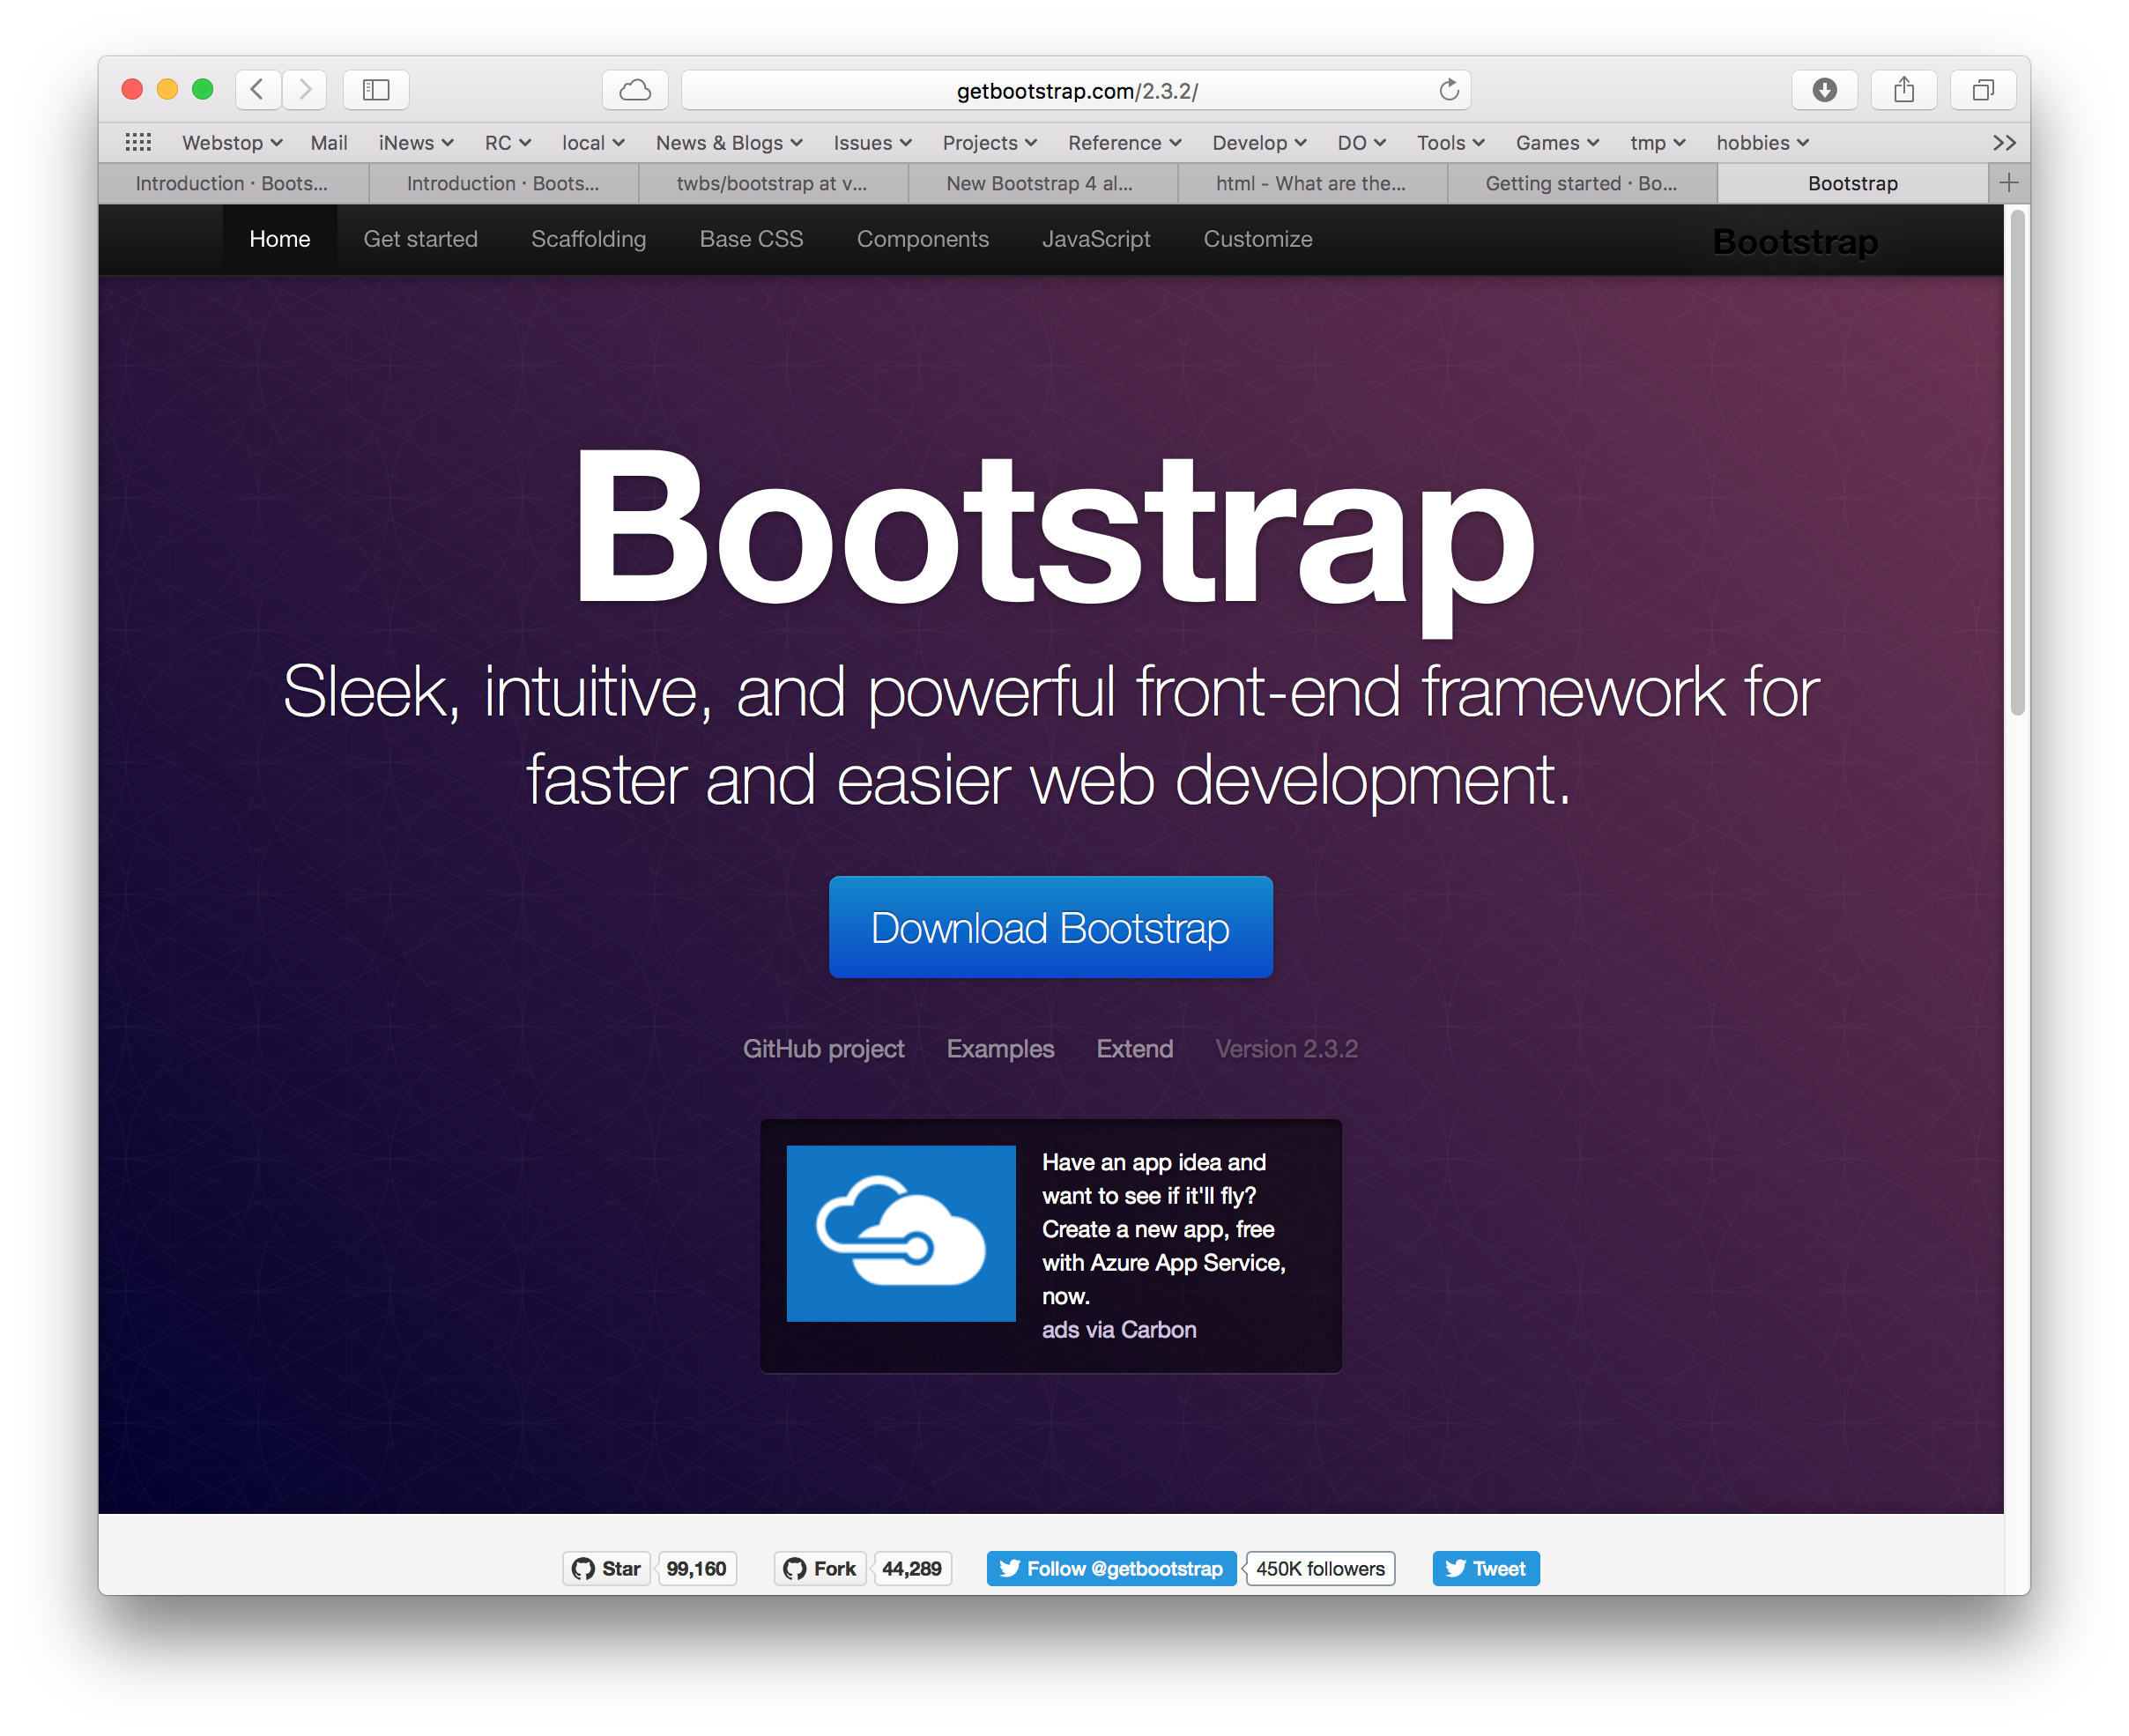 getbootstrap.com/2.3.2/
Webstop Mail iNews RC local News & Blogs Issues Projects Reference Develop DO Tools Games tmp hobbies
Introduction · Boots... Introduction · Boots... twbs/bootstrap at v... New Bootstrap 4 al... html - What are the... Getting started · Bo... Bootstrap
Home Get started Scaffolding Base CSS Components JavaScript Customize Bootstrap
Bootstrap
Sleek, intuitive, and powerful front-end framework for
faster and easier web development.
Download Bootstrap
GitHub project Examples Extend Version 2.3.2
Have an app idea and
want to see if it'll fly?
Create a new app, free
with Azure App Service,
now.
ads via Carbon
Star 99,160 Fork 44,289 Follow @getbootstrap 450K followers Tweet